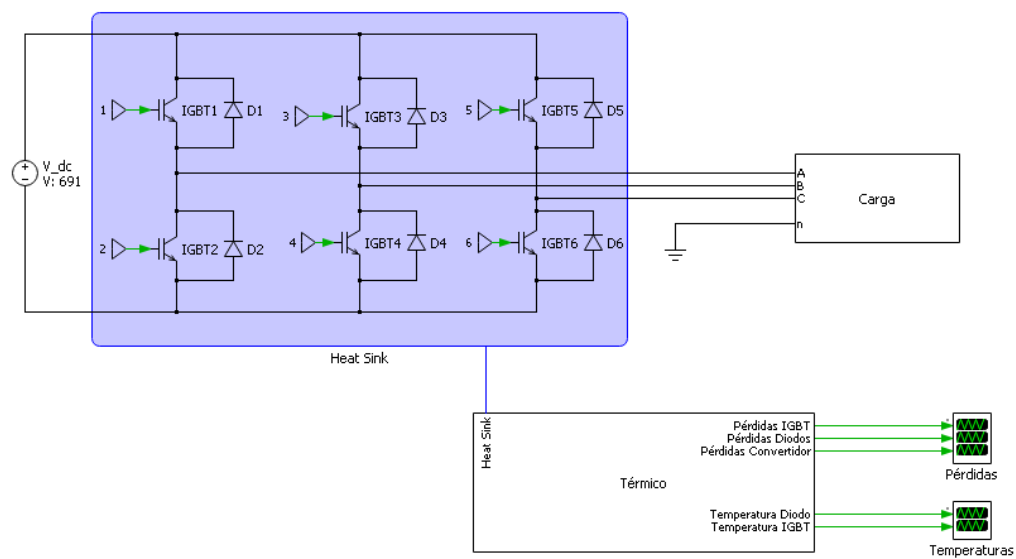 1
IGBT1
D1
3
IGBT3
D3
5
IGBT5
D5
V_dc
V: 691
A
B
C
n
Carga
2
IGBT2
D2
4
IGBT4
D4
6
IGBT6
D6
Heat Sink
Heat Sink
Térmico
Pérdidas IGBT
Pérdidas Diodos
Pérdidas Convertidor
Temperatura Diodo
Temperatura IGBT
Pérdidas
Temperaturas